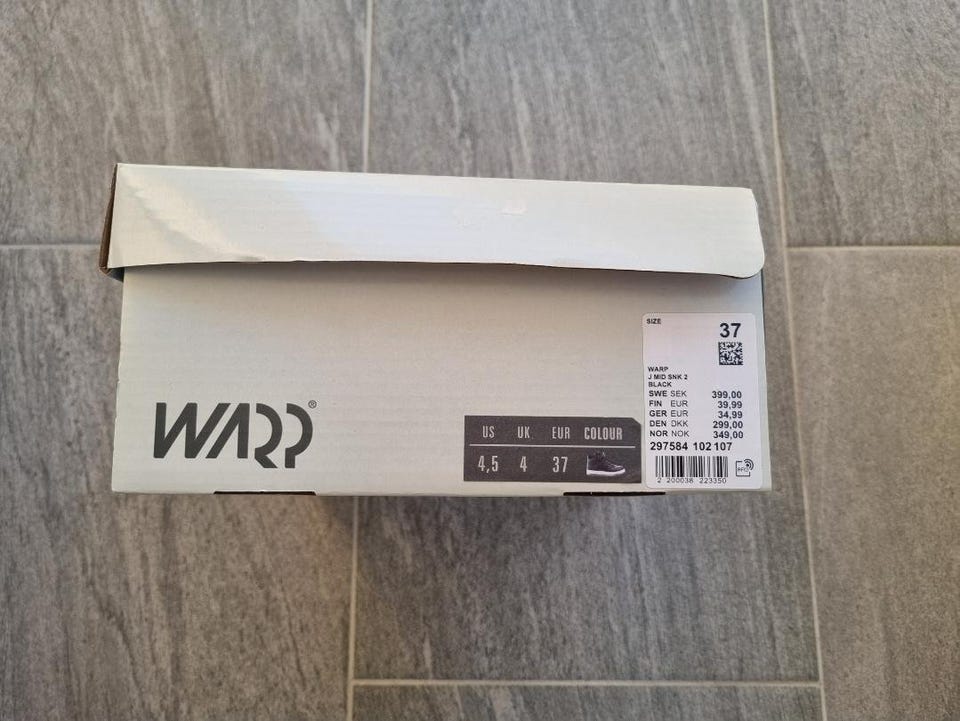 WARP®
US UK EUR COLOUR
4,5 4 37
SIZE
37
WARP
J MID SNK 2
BLACK
SWE SEK 399,00
FIN EUR 39,99
GER EUR 34,99
DEN DKK 299,00
NOR NOK 349,00
297584 102 107
2 200038 223350